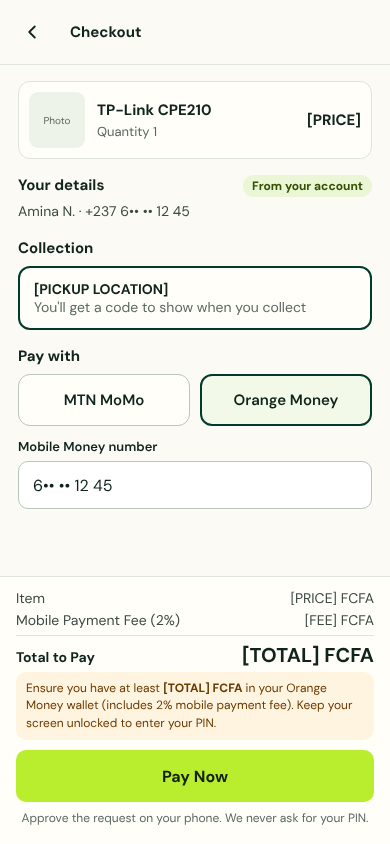 Checkout
Photo
TP-Link CPE210
Quantity 1
[PRICE]
Your details
From your account
Amina N. · +237 6•• •• 12 45
Collection
[PICKUP LOCATION]
You'll get a code to show when you collect
Pay with
MTN MoMo
Orange Money
Mobile Money number
6•• •• 12 45
Item
[PRICE] FCFA
Mobile Payment Fee (2%)
[FEE] FCFA
Total to Pay
[TOTAL] FCFA
Ensure you have at least [TOTAL] FCFA in your Orange
Money wallet (includes 2% mobile payment fee). Keep your
screen unlocked to enter your PIN.
Pay Now
Approve the request on your phone. We never ask for your PIN.